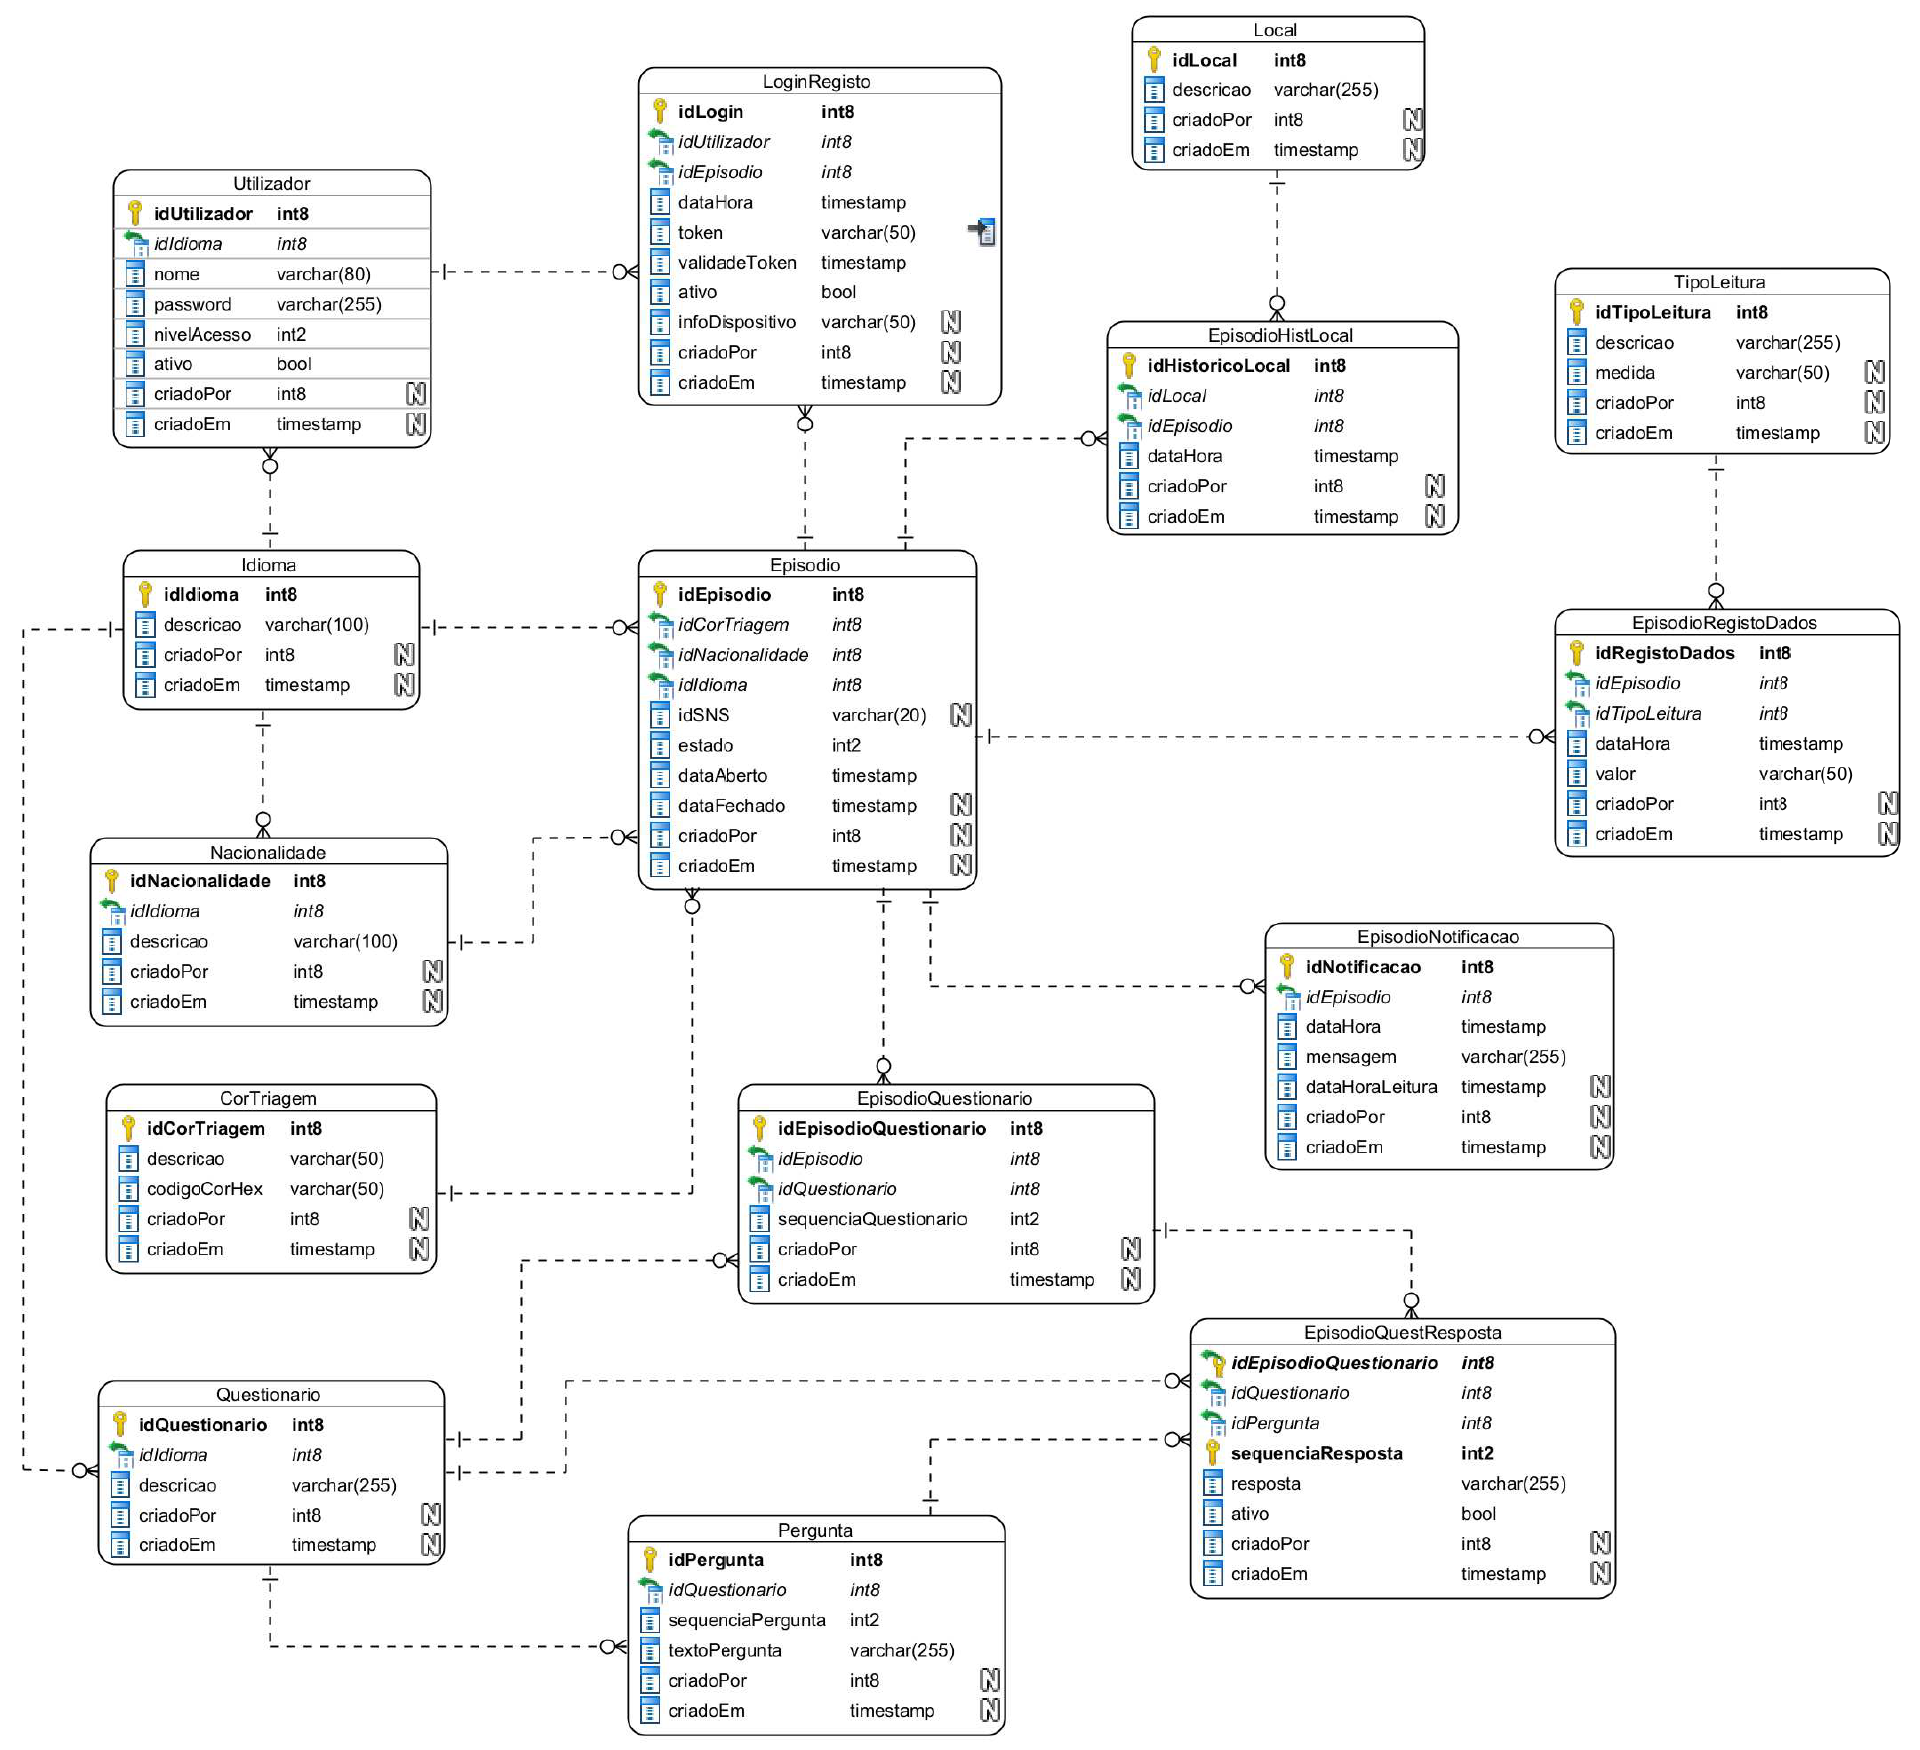 Local
idLocal int8
descricao varchar(255)
criadoPor int8 N
criadoEm timestamp N
LoginRegisto
idLogin int8
idUtilizador int8
idEpisodio int8
dataHora timestamp
token varchar(50)
validadeToken timestamp
ativo bool
infoDispositivo varchar(50) N
criadoPor int8 N
criadoEm timestamp N
Utilizador
idUtilizador int8
idIdioma int8
nome varchar(80)
password varchar(255)
nivelAcesso int2
ativo bool
criadoPor int8 N
criadoEm timestamp N
EpisodioHistLocal
idHistoricoLocal int8
idLocal int8
idEpisodio int8
dataHora timestamp
criadoPor int8 N
criadoEm timestamp N
TipoLeitura
idTipoLeitura int8
descricao varchar(255)
medida varchar(50) N
criadoPor int8 N
criadoEm timestamp N
Idioma
idIdioma int8
descricao varchar(100)
criadoPor int8 N
criadoEm timestamp N
Episodio
idEpisodio int8
idCorTriagem int8
idNacionalidade int8
idIdioma int8
idSNS varchar(20) N
estado int2
dataAberto timestamp
dataFechado timestamp N
criadoPor int8 N
criadoEm timestamp N
EpisodioRegistoDados
idRegistoDados int8
idEpisodio int8
idTipoLeitura int8
dataHora timestamp
valor varchar(50)
criadoPor int8 N
criadoEm timestamp N
Nacionalidade
idNacionalidade int8
idIdioma int8
descricao varchar(100)
criadoPor int8 N
criadoEm timestamp N
EpisodioNotificacao
idNotificacao int8
idEpisodio int8
dataHora timestamp
mensagem varchar(255)
dataHoraLeitura timestamp N
criadoPor int8 N
criadoEm timestamp N
CorTriagem
idCorTriagem int8
descricao varchar(50)
codigoCorHex varchar(50)
criadoPor int8 N
criadoEm timestamp N
EpisodioQuestionario
idEpisodioQuestionario int8
idEpisodio int8
idQuestionario int8
sequenciaQuestionario int2
criadoPor int8 N
criadoEm timestamp N
EpisodioQuestResposta
idEpisodioQuestionario int8
idQuestionario int8
idPergunta int8
sequenciaResposta int2
resposta varchar(255)
ativo bool
criadoPor int8 N
criadoEm timestamp N
Questionario
idQuestionario int8
idIdioma int8
descricao varchar(255)
criadoPor int8 N
criadoEm timestamp N
Pergunta
idPergunta int8
idQuestionario int8
sequenciaPergunta int2
textoPergunta varchar(255)
criadoPor int8 N
criadoEm timestamp N